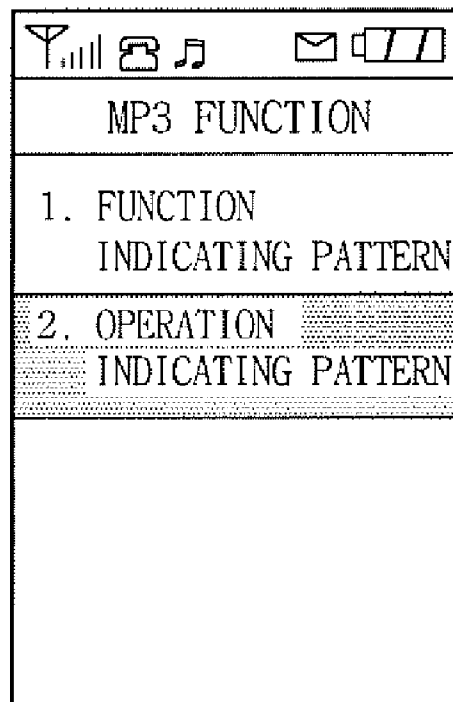 MP3 FUNCTION
1. FUNCTION
INDICATING PATTERN
2. OPERATION
INDICATING PATTERN